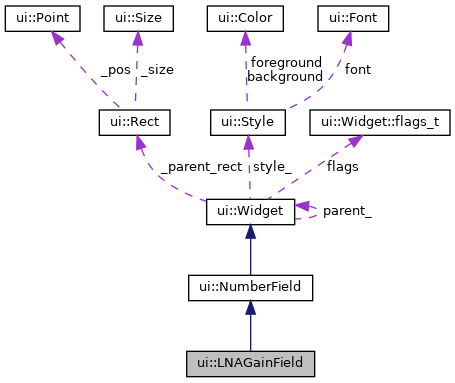 ui::Point
ui::Size
ui::Color
ui::Font
_pos
_size
foreground
background
font
ui::Rect
ui::Style
ui::Widget::flags_t
_parent_rect
style_
flags
ui::Widget
parent_
ui::NumberField
ui::LNAGainField